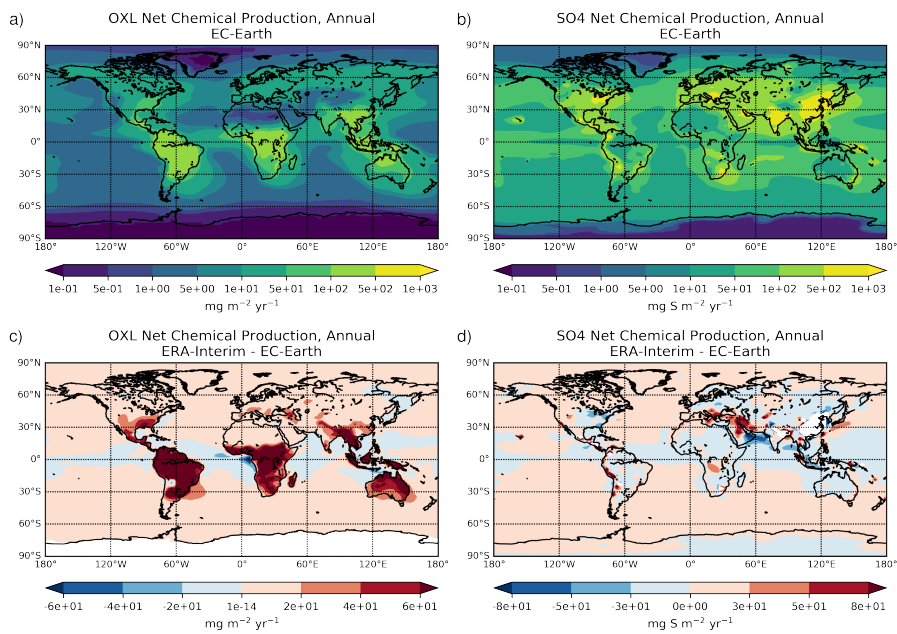 a)
OXL Net Chemical Production, Annual
EC-Earth
90°N
60°N
30°N
0°
30°S
60°S
90°S
180° 120°W 60°W 0° 60°E 120°E 180°
1e-01 5e-01 1e+00 5e+00 1e+01 5e+01 1e+02 5e+02 1e+03
mg m⁻² yr⁻¹
b)
SO4 Net Chemical Production, Annual
EC-Earth
90°N
60°N
30°N
0°
30°S
60°S
90°S
180° 120°W 60°W 0° 60°E 120°E 180°
1e-01 5e-01 1e+00 5e+00 1e+01 5e+01 1e+02 5e+02 1e+03
mg S m⁻² yr⁻¹
c)
OXL Net Chemical Production, Annual
ERA-Interim - EC-Earth
90°N
60°N
30°N
0°
30°S
60°S
90°S
180° 120°W 60°W 0° 60°E 120°E 180°
-6e+01 -4e+01 -2e+01 1e-14 2e+01 4e+01 6e+01
mg m⁻² yr⁻¹
d)
SO4 Net Chemical Production, Annual
ERA-Interim - EC-Earth
90°N
60°N
30°N
0°
30°S
60°S
90°S
180° 120°W 60°W 0° 60°E 120°E 180°
-8e+01 -5e+01 -3e+01 0e+00 3e+01 5e+01 8e+01
mg S m⁻² yr⁻¹